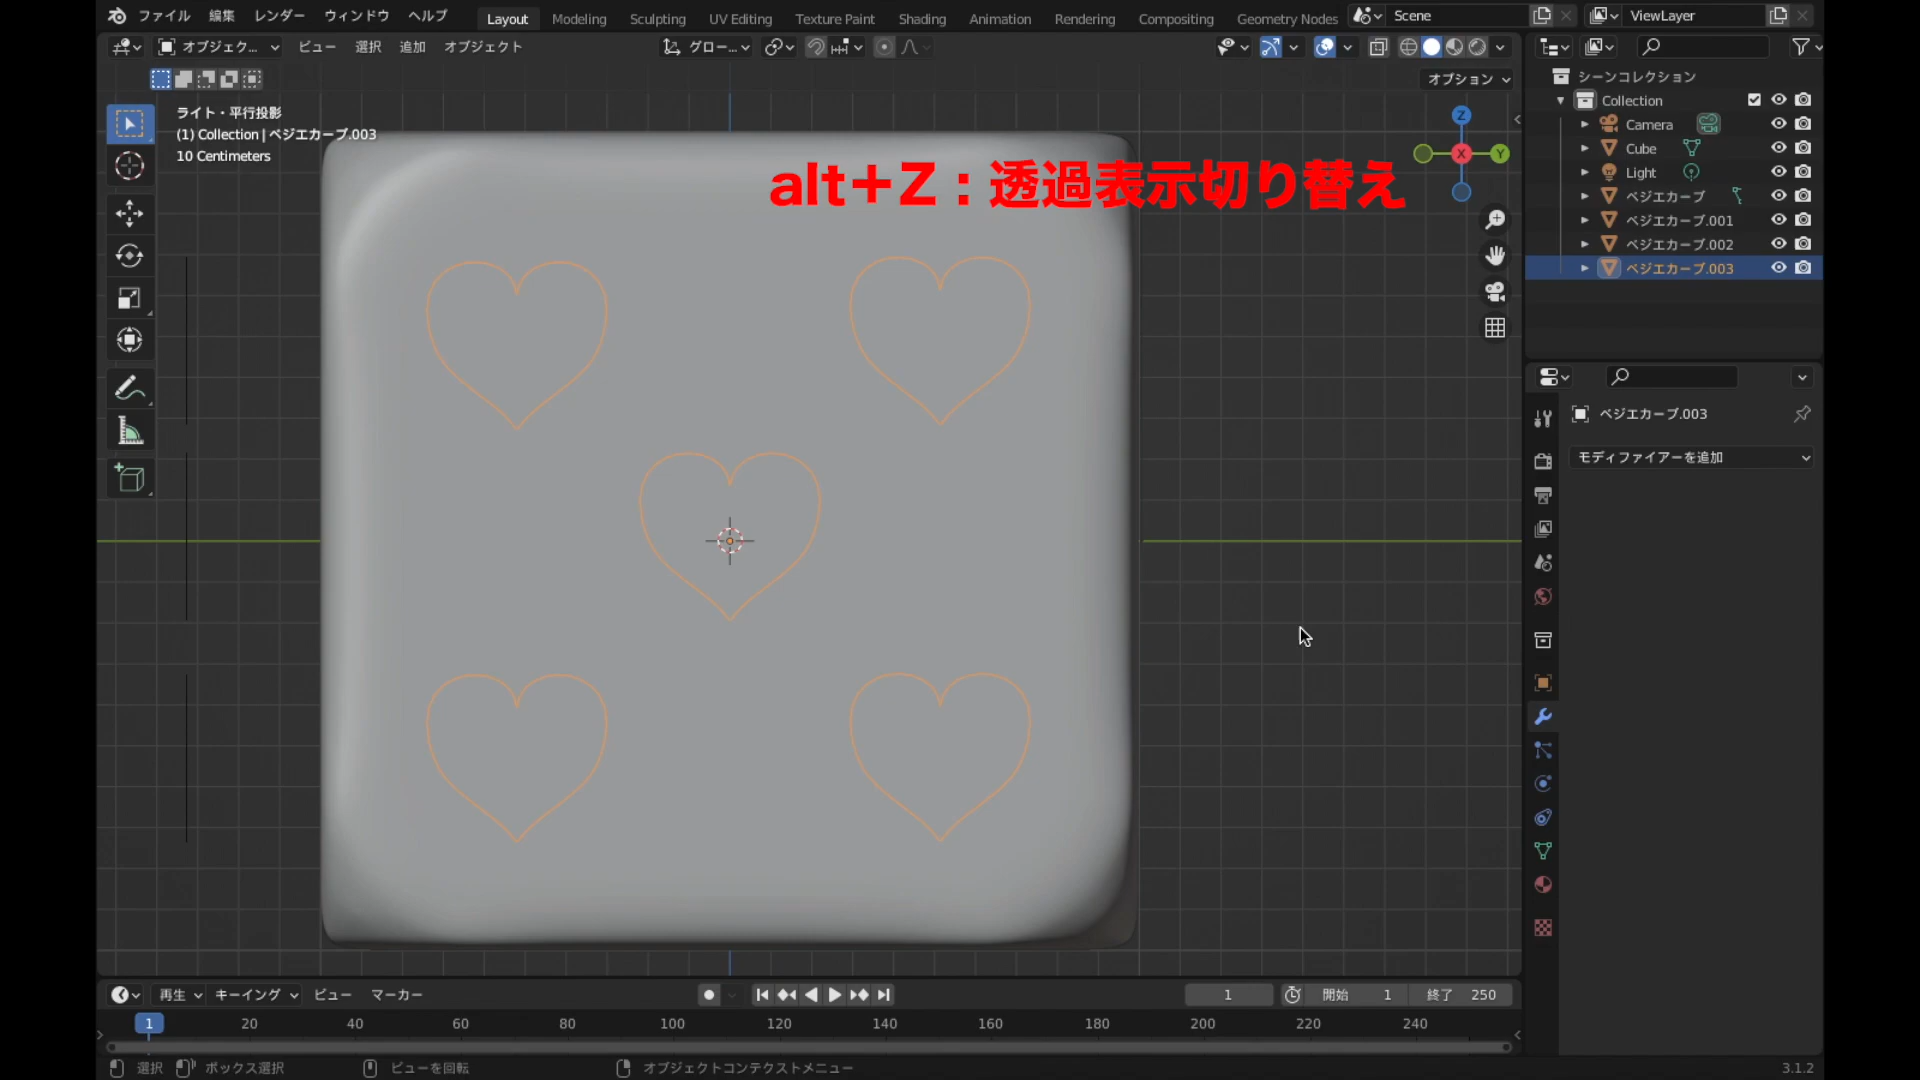 ファイル 編集 レンダー ウィンドウ ヘルプ Layout Modeling Sculpting UV Editing Texture Paint Shading Animation Rendering Compositing Geometry Nodes Scene ViewLayer
オブジェク... ビュー 選択 追加 オブジェクト グロー...
オプション
ライト・平行投影
(1) Collection | ベジエカーブ.003
10 Centimeters
alt＋Z：透過表示切り替え
Z
X
Y
シーンコレクション
Collection
Camera
Cube
Light
ベジエカーブ
ベジエカーブ.001
ベジエカーブ.002
ベジエカーブ.003
ベジエカーブ.003
モディファイアーを追加
再生 キーイング ビュー マーカー 1 開始 1 終了 250
1 20 40 60 80 100 120 140 160 180 200 220 240
選択 ボックス選択 ビューを回転 オブジェクトコンテクストメニュー 3.1.2